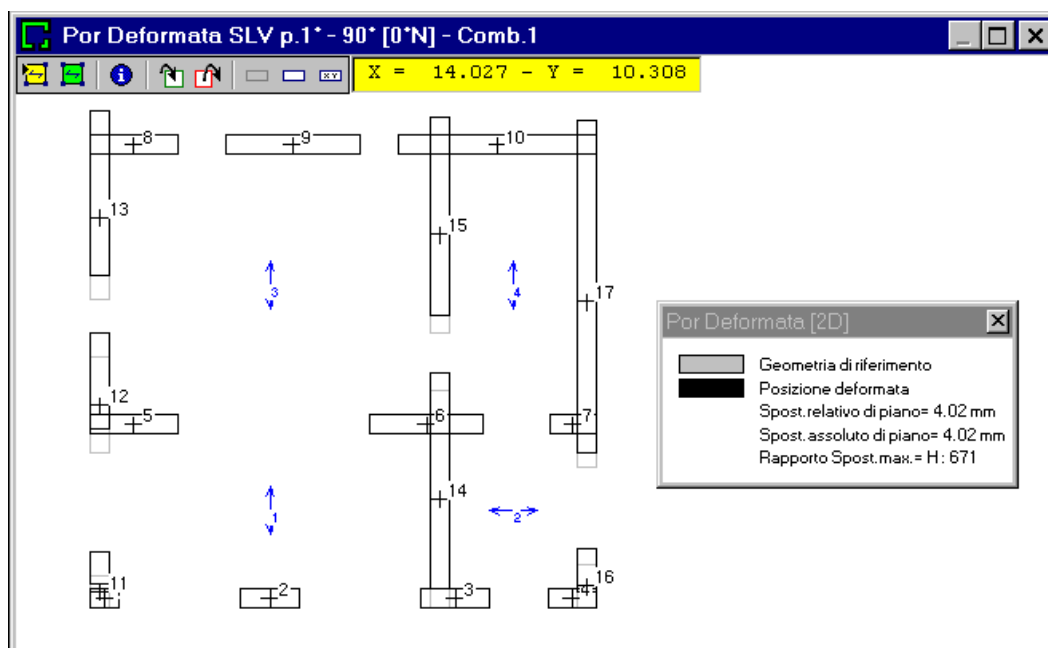 Por Deformata SLV p.1° - 90° [0°N] - Comb.1
X = 14.027 - Y = 10.308
8
9
10
13
15
3
4
17
Por Deformata [2D]
Geometria di riferimento
Posizione deformata
Spost.relativo di piano= 4.02 mm
Spost.assoluto di piano= 4.02 mm
Rapporto Spost.max.= H: 671
12
5
6
7
14
1
2
11
2
3
4
16